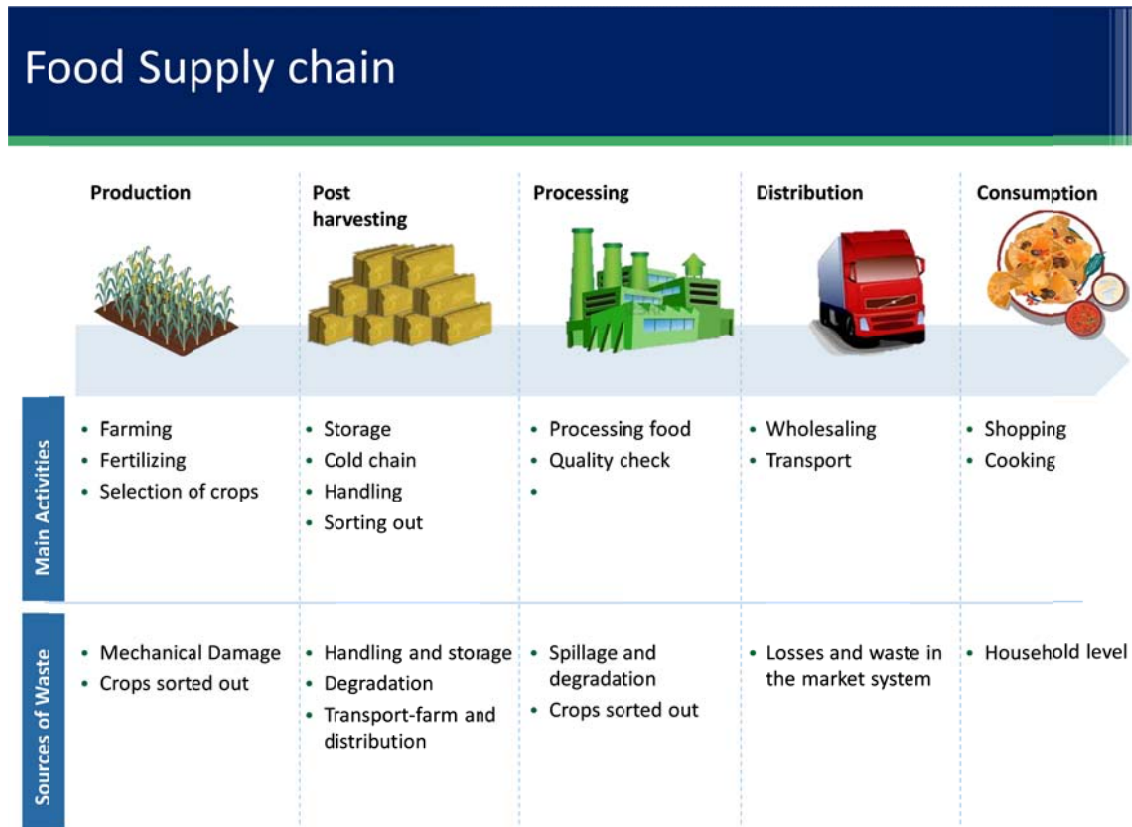 Food Supply chain
Production
Post
harvesting
Processing
Distribution
Consumption
Main Activities
• Farming
• Fertilizing
• Selection of crops
• Storage
• Cold chain
• Handling
• Sorting out
• Processing food
• Quality check
•
• Wholesaling
• Transport
• Shopping
• Cooking
Sources of Waste
• Mechanical Damage
• Crops sorted out
• Handling and storage
• Degradation
• Transport-farm and
distribution
• Spillage and
degradation
• Crops sorted out
• Losses and waste in
the market system
• Household level